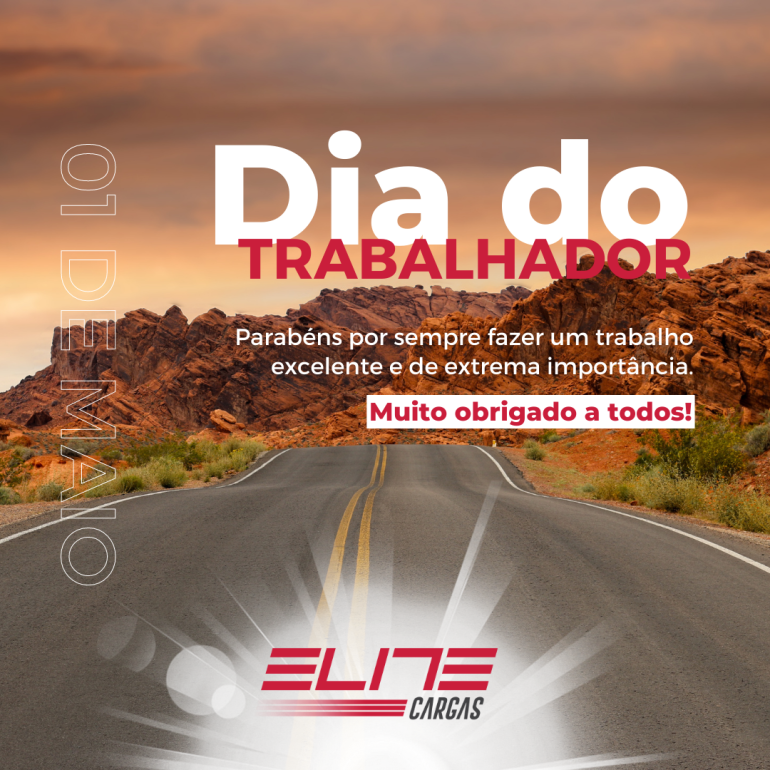 01 DE MAIO
Dia do
TRABALHADOR
Parabéns por sempre fazer um trabalho
excelente e de extrema importância.
Muito obrigado a todos!
ELITE
CARGAS